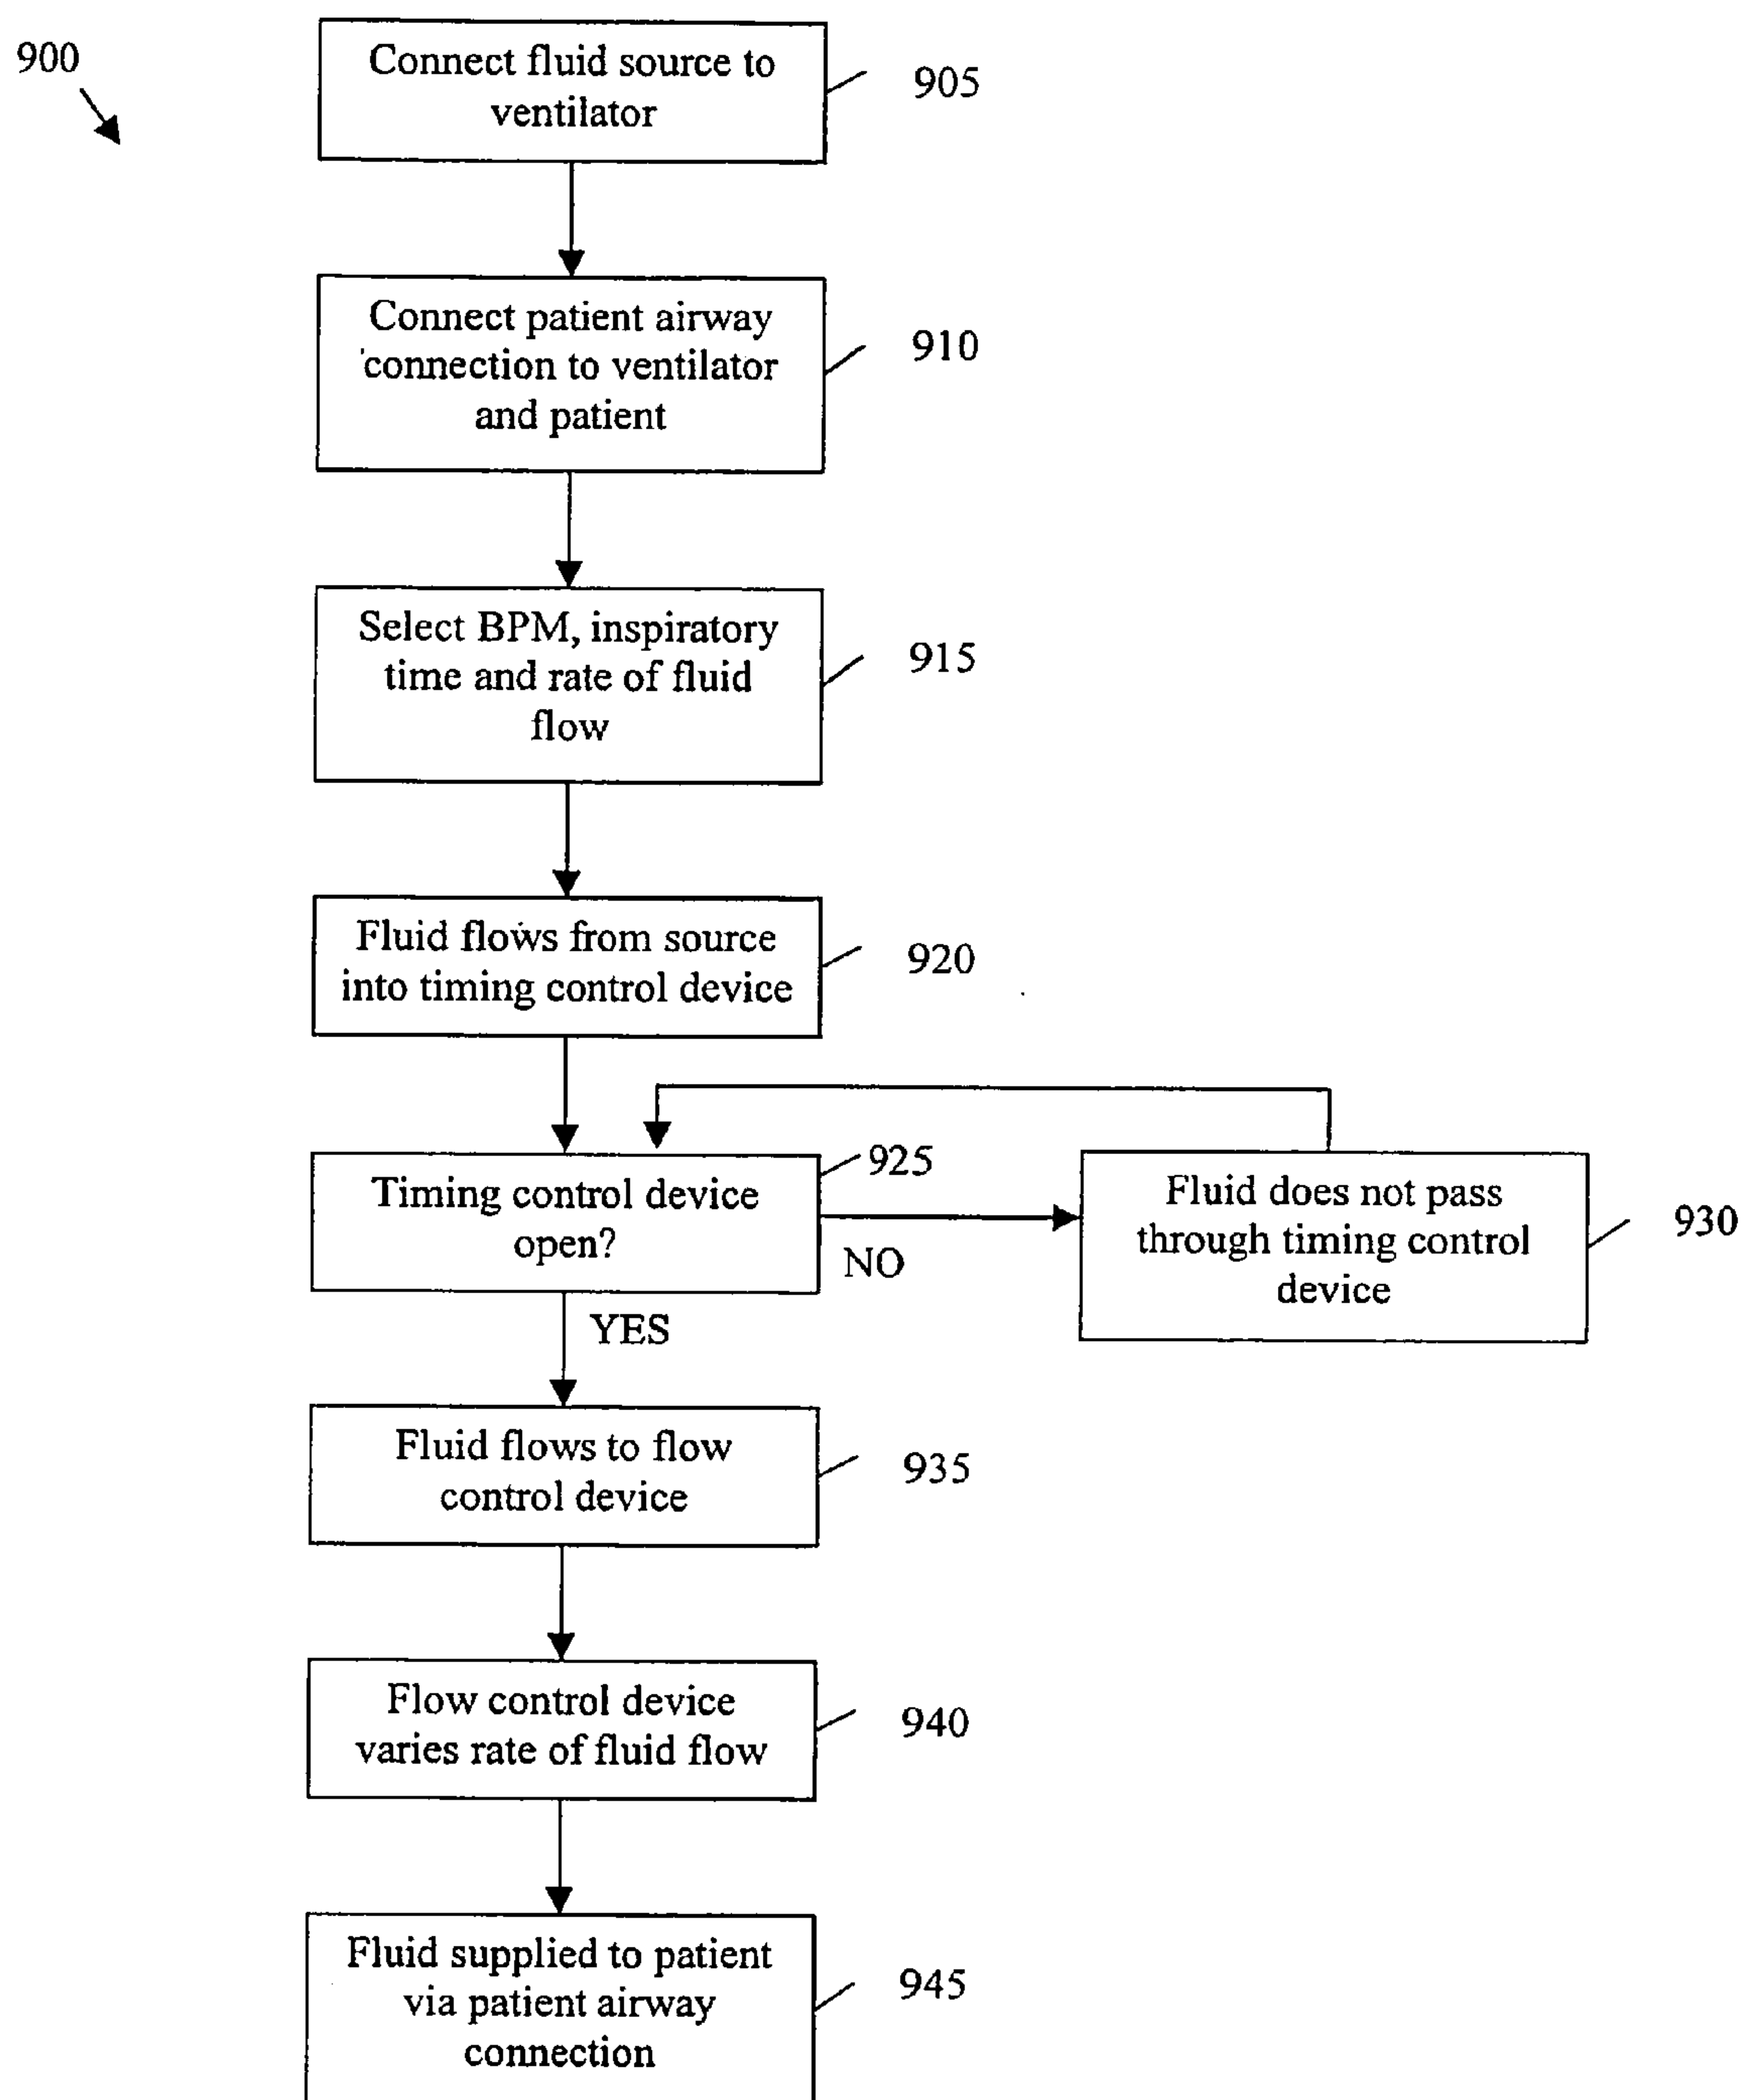 900
Connect fluid source to
ventilator
905
Connect patient airway
connection to ventilator
and patient
910
Select BPM, inspiratory
time and rate of fluid
flow
915
Fluid flows from source
into timing control device
920
Timing control device
open?
925
NO
Fluid does not pass
through timing control
device
930
YES
Fluid flows to flow
control device
935
Flow control device
varies rate of fluid flow
940
Fluid supplied to patient
via patient airway
connection
945